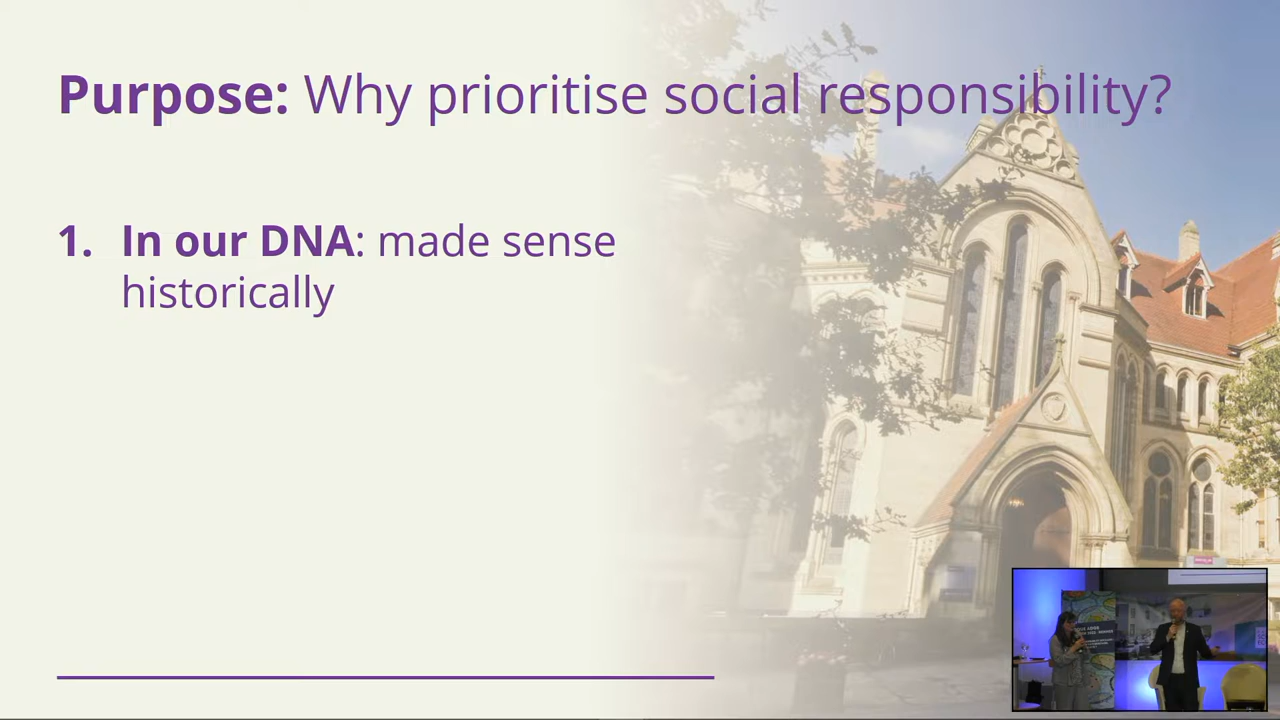 Purpose: Why prioritise social responsibility?
1. In our DNA: made sense
historically